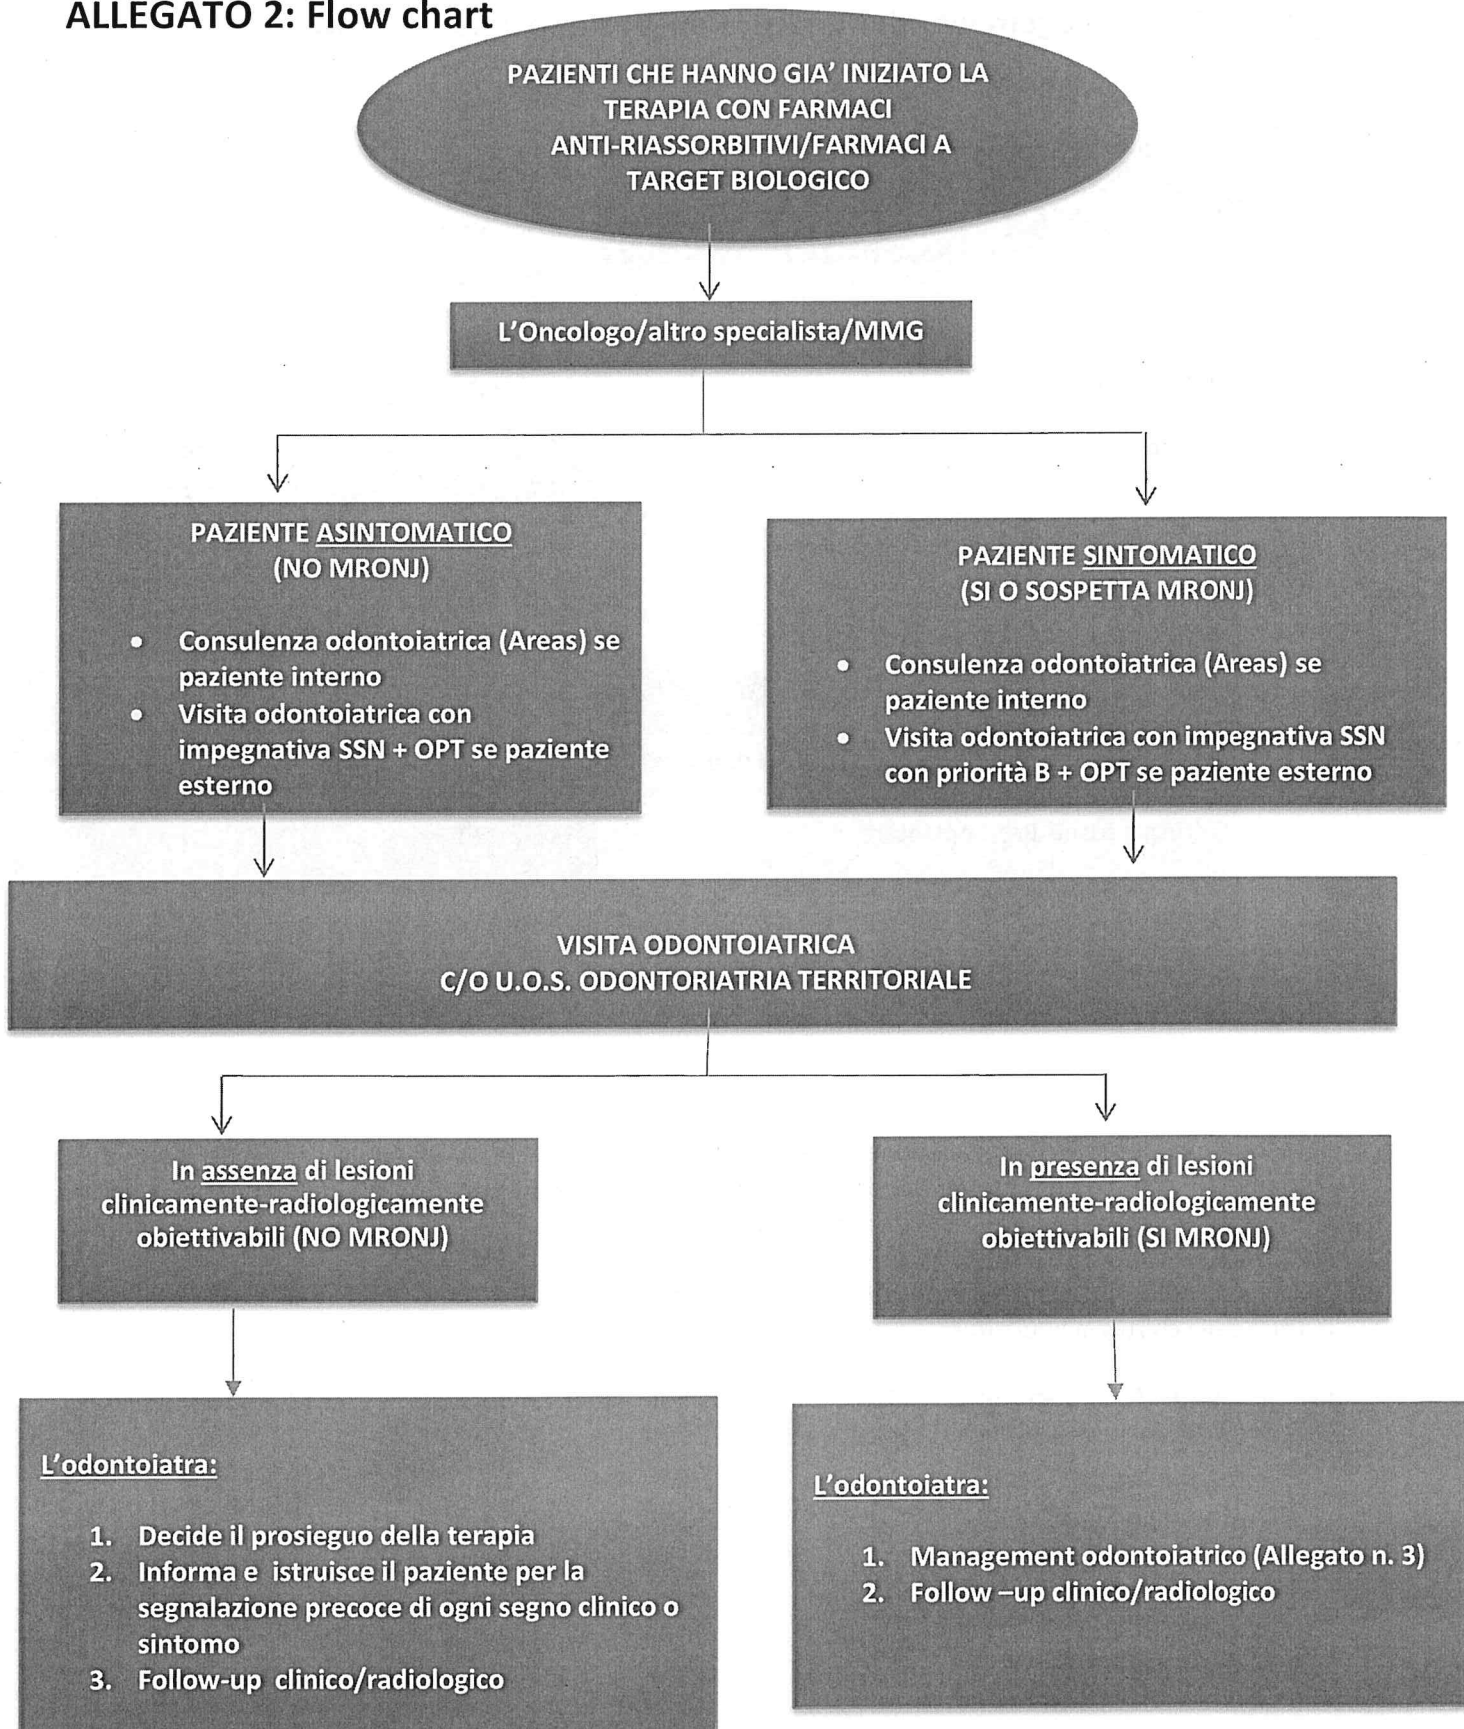 ALLEGATO 2: Flow chart
PAZIENTI CHE HANNO GIA’ INIZIATO LA
TERAPIA CON FARMACI
ANTI-RIASSORBITIVI/FARMACI A
TARGET BIOLOGICO
L’Oncologo/altro specialista/MMG
PAZIENTE ASINTOMATICO
(NO MRONJ)
• Consulenza odontoiatrica (Areas) se
paziente interno
• Visita odontoiatrica con
impegnativa SSN + OPT se paziente
esterno
PAZIENTE SINTOMATICO
(SI O SOSPETTA MRONJ)
• Consulenza odontoiatrica (Areas) se
paziente interno
• Visita odontoiatrica con impegnativa SSN
con priorità B + OPT se paziente esterno
VISITA ODONTOIATRICA
C/O U.O.S. ODONTORIATRIA TERRITORIALE
In assenza di lesioni
clinicamente-radiologicamente
obiettivabili (NO MRONJ)
In presenza di lesioni
clinicamente-radiologicamente
obiettivabili (SI MRONJ)
L’odontoiatra:
1. Decide il prosieguo della terapia
2. Informa e istruisce il paziente per la
segnalazione precoce di ogni segno clinico o
sintomo
3. Follow-up clinico/radiologico
L’odontoiatra:
1. Management odontoiatrico (Allegato n. 3)
2. Follow –up clinico/radiologico